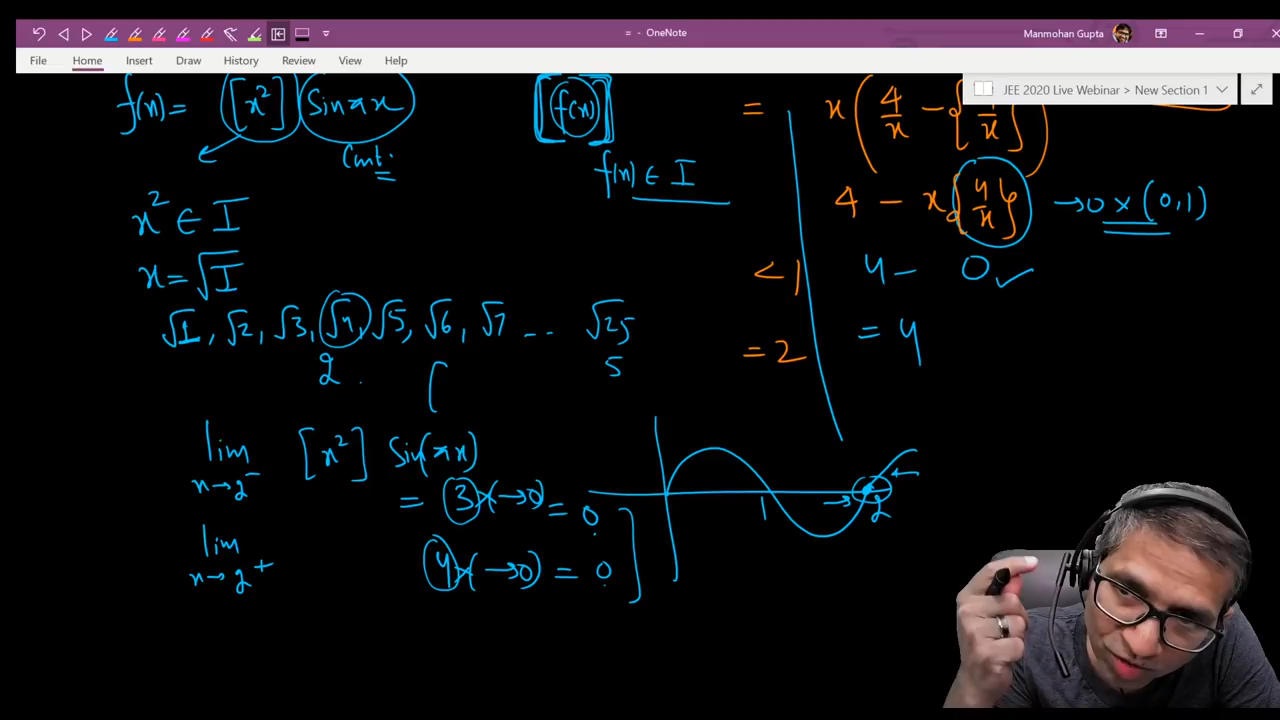 = - OneNote
Manmohan Gupta
File Home Insert Draw History Review View Help
JEE 2020 Live Webinar > New Section 1
f(x) = [x²] Sin πx
Cont.
x² ∈ I
x = √I
√1, √2, √3, √4, √5, √6, √7 -- √25
2 . ( 5
lim x→2⁻ [x²] Sin(πx)
= 3×(→0) = 0
lim x→2⁺ 4×(→0) = 0
[f(x)]
f(x) ∈ I
1 2
= x(4/x - {4/x})
4 - x{4/x} → 0 × (0,1)
< 1 4 - 0 ✓
= 2 = 4